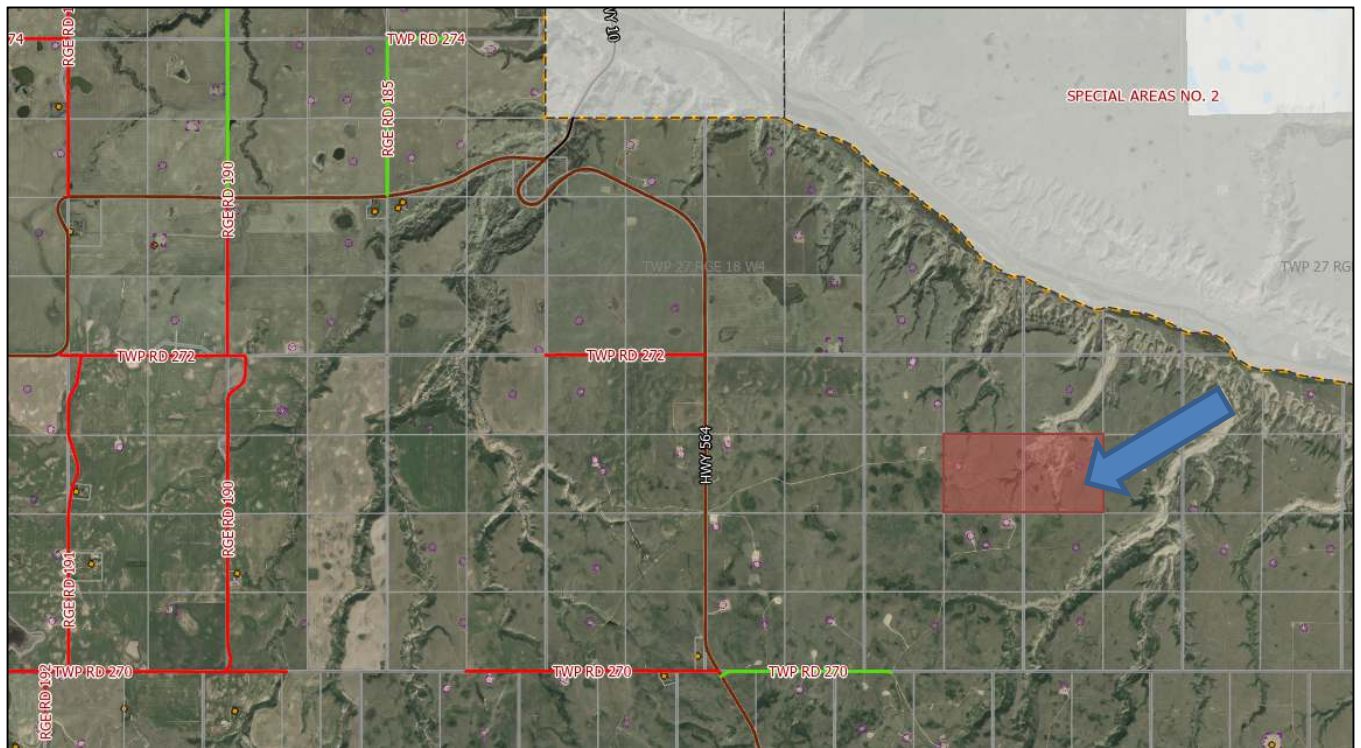 RGE RD 1
74
TWP RD 274
WY 10
SPECIAL AREAS NO. 2
RGE RD 185
RGE RD 190
TWP 27 RGE 18 W4
TWP 27 RG
TWP RD 272
TWP RD 272
HWY 564
RGE RD 190
RGE RD 191
RGE RD 192
TWP RD 270
TWP RD 270
TWP RD 270